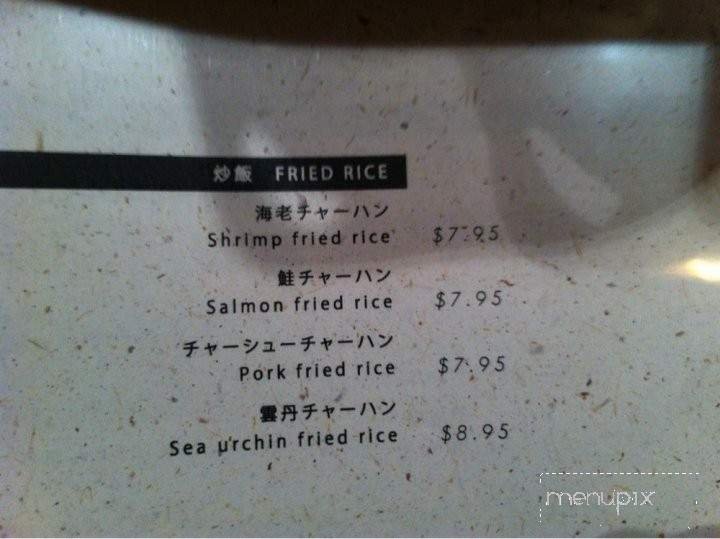 炒飯 FRIED RICE
海老チャーハン
Shrimp fried rice $7.95
鮭チャーハン
Salmon fried rice $7.95
チャーシューチャーハン
Pork fried rice $7.95
雲丹チャーハン
Sea urchin fried rice $8.95
menupix